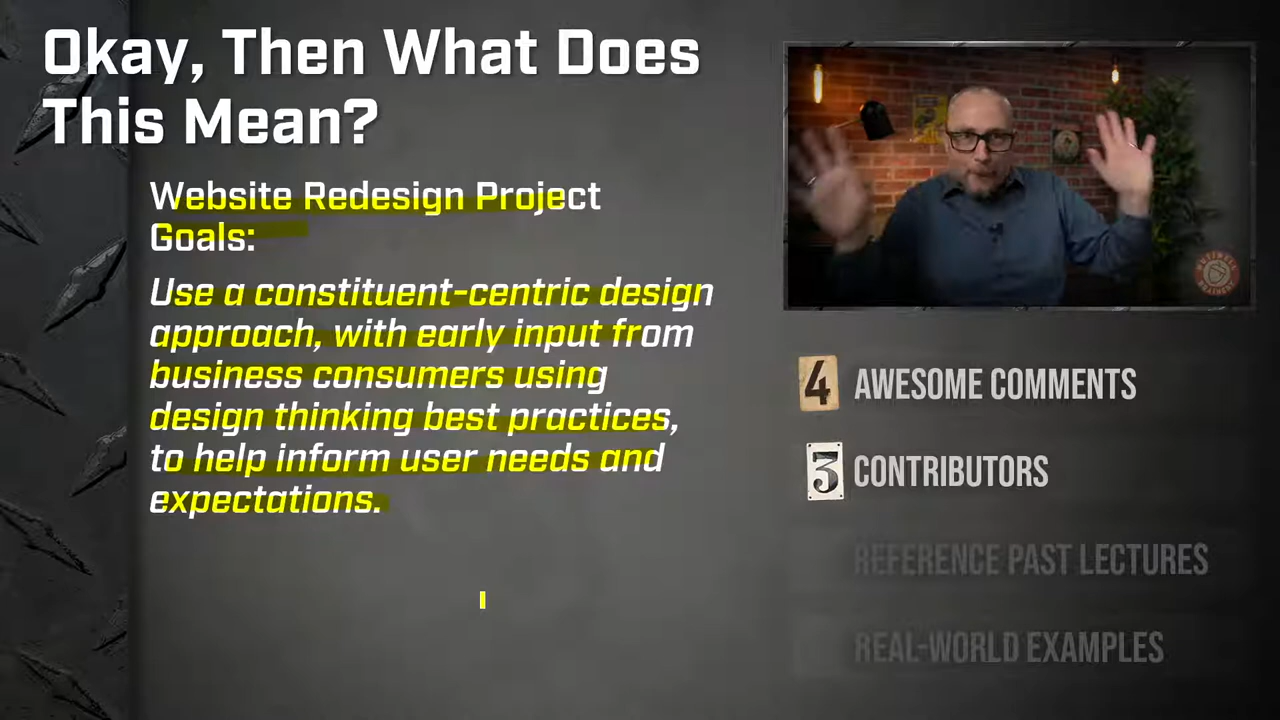 Okay, Then What Does
This Mean?
Website Redesign Project
Goals:
Use a constituent-centric design
approach, with early input from
business consumers using
design thinking best practices,
to help inform user needs and
expectations.
4 AWESOME COMMENTS
3 CONTRIBUTORS
REFERENCE PAST LECTURES
REAL-WORLD EXAMPLES